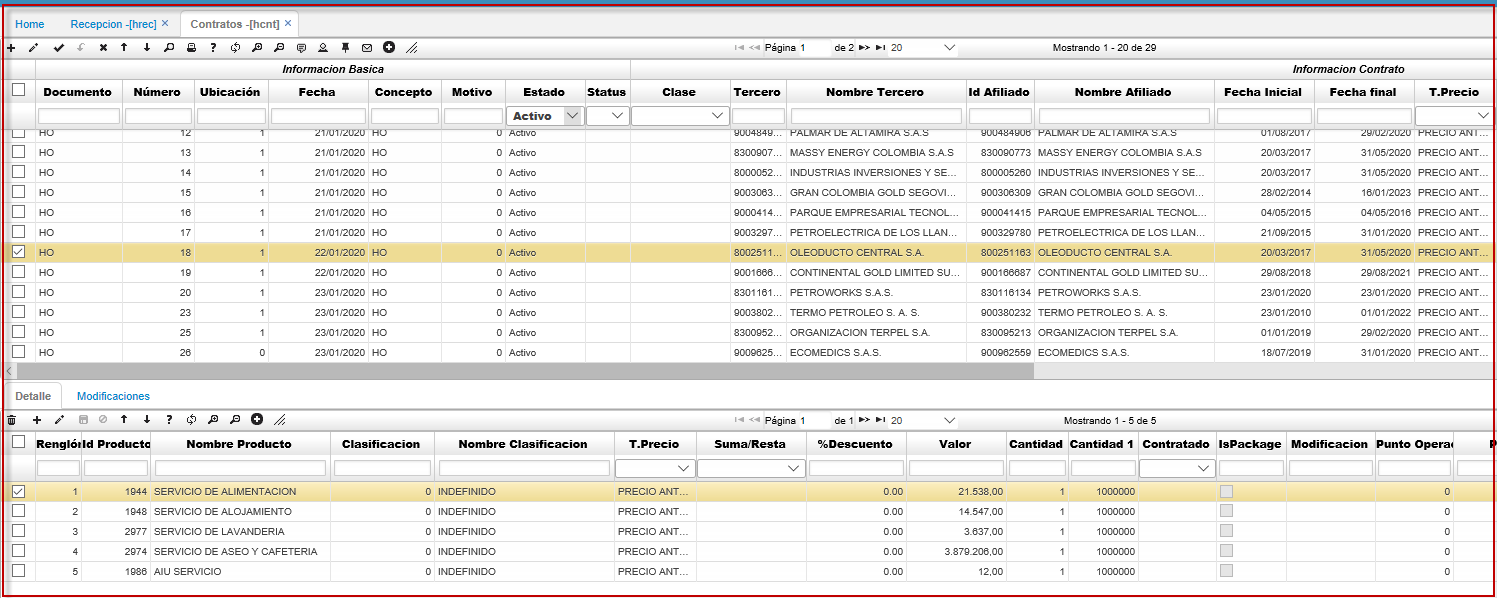 Home Recepcion -[hrec] × Contratos -[hcnt] ×
Página 1 de 2 20 Mostrando 1 - 20 de 29
Informacion Basica Informacion Contrato
Documento Número Ubicación Fecha Concepto Motivo Estado Status Clase Tercero Nombre Tercero Id Afiliado Nombre Afiliado Fecha Inicial Fecha final T.Precio
Activo
HO 12 1 21/01/2020 HO 0 Activo 9004849... PALMAR DE ALTAMIRA S.A.S 900484906 PALMAR DE ALTAMIRA S.A.S 01/08/2017 29/02/2020 PRECIO ANT...
HO 13 1 21/01/2020 HO 0 Activo 8300907... MASSY ENERGY COLOMBIA S.A.S 830090773 MASSY ENERGY COLOMBIA S.A.S 20/03/2017 31/05/2020 PRECIO ANT...
HO 14 1 21/01/2020 HO 0 Activo 8000052... INDUSTRIAS INVERSIONES Y SE... 800005260 INDUSTRIAS INVERSIONES Y SE... 20/03/2017 31/05/2020 PRECIO ANT...
HO 15 1 21/01/2020 HO 0 Activo 9003063... GRAN COLOMBIA GOLD SEGOVI... 900306309 GRAN COLOMBIA GOLD SEGOVI... 28/02/2014 16/01/2023 PRECIO ANT...
HO 16 1 21/01/2020 HO 0 Activo 9000414... PARQUE EMPRESARIAL TECNOL... 900041415 PARQUE EMPRESARIAL TECNOL... 04/05/2015 04/05/2016 PRECIO ANT...
HO 17 1 21/01/2020 HO 0 Activo 9003297... PETROELECTRICA DE LOS LLAN... 900329780 PETROELECTRICA DE LOS LLAN... 21/09/2015 31/01/2020 PRECIO ANT...
HO 18 1 22/01/2020 HO 0 Activo 8002511... OLEODUCTO CENTRAL S.A. 800251163 OLEODUCTO CENTRAL S.A. 20/03/2017 31/05/2020 PRECIO ANT...
HO 19 1 22/01/2020 HO 0 Activo 9001666... CONTINENTAL GOLD LIMITED SU... 900166687 CONTINENTAL GOLD LIMITED SU... 29/08/2018 29/08/2021 PRECIO ANT...
HO 20 1 23/01/2020 HO 0 Activo 8301161... PETROWORKS S.A.S. 830116134 PETROWORKS S.A.S. 23/01/2020 23/01/2020 PRECIO ANT...
HO 23 1 23/01/2020 HO 0 Activo 9003802... TERMO PETROLEO S. A. S. 900380232 TERMO PETROLEO S. A. S. 23/01/2010 01/01/2022 PRECIO ANT...
HO 25 1 23/01/2020 HO 0 Activo 8300952... ORGANIZACION TERPEL S.A. 830095213 ORGANIZACION TERPEL S.A. 01/01/2019 29/02/2020 PRECIO ANT...
HO 26 0 23/01/2020 HO 0 Activo 9009625... ECOMEDICS S.A.S. 900962559 ECOMEDICS S.A.S. 18/07/2019 31/01/2020 PRECIO ANT...
Detalle Modificaciones
Página 1 de 1 20 Mostrando 1 - 5 de 5
Renglón Id Producto Nombre Producto Clasificacion Nombre Clasificacion T.Precio Suma/Resta %Descuento Valor Cantidad Cantidad 1 Contratado IsPackage Modificacion Punto Operac P
1 1944 SERVICIO DE ALIMENTACION 0 INDEFINIDO PRECIO ANT... 0.00 21.538,00 1 1000000 0
2 1948 SERVICIO DE ALOJAMIENTO 0 INDEFINIDO PRECIO ANT... 0.00 14.547,00 1 1000000 0
3 2977 SERVICIO DE LAVANDERIA 0 INDEFINIDO PRECIO ANT... 0.00 3.637,00 1 1000000 0
4 2974 SERVICIO DE ASEO Y CAFETERIA 0 INDEFINIDO PRECIO ANT... 0.00 3.879.206,00 1 1000000 0
5 1986 AIU SERVICIO 0 INDEFINIDO PRECIO ANT... 0.00 12,00 1 1000000 0